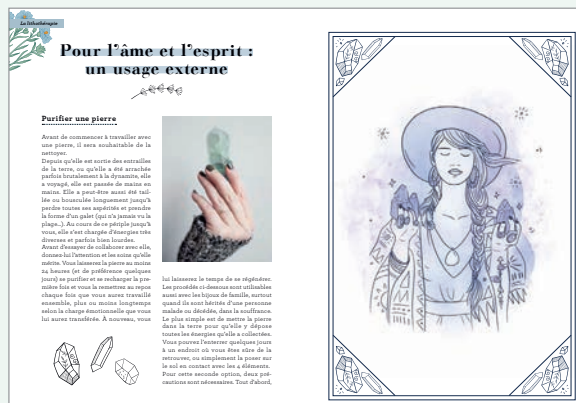 La lithothérapie
Pour l'âme et l'esprit :
un usage externe
Purifier une pierre
Avant de commencer à travailler avec
une pierre, il sera souhaitable de la
nettoyer.
Depuis qu'elle est sortie des entrailles
de la terre, ou qu'elle a été arrachée
parfois brutalement à la dynamite, elle
a voyagé, elle est passée de mains en
mains. Elle a peut-être aussi été tail-
lée ou bousculée longuement jusqu'à
perdre toutes ses aspérités et prendre
la forme d'un galet (qui n'a jamais vu la
plage...). Au cours de ce périple jusqu'à
vous, elle s'est chargée d'énergies très
diverses et parfois bien lourdes.
Avant d'essayer de collaborer avec elle,
donnez-lui l'attention et les soins qu'elle
mérite. Vous laisserez la pierre au moins
24 heures (et de préférence quelques
jours) se purifier et se recharger la pre-
mière fois et vous la remettrez au repos
chaque fois que vous aurez travaillé
ensemble, plus ou moins longtemps
selon la charge émotionnelle que vous
lui aurez transférée. À nouveau, vous
lui laisserez le temps de se régénérer.
Les procédés ci-dessous sont utilisables
aussi avec les bijoux de famille, surtout
quand ils sont hérités d'une personne
malade ou décédée, dans la souffrance.
Le plus simple est de mettre la pierre
dans la terre pour qu'elle y dépose
toutes les énergies qu'elle a collectées.
Vous pouvez l'enterrer quelques jours
à un endroit où vous êtes sûre de la
retrouver, ou simplement la poser sur
le sol en contact avec les 4 éléments.
Pour cette seconde option, deux pré-
cautions sont nécessaires. Tout d'abord,